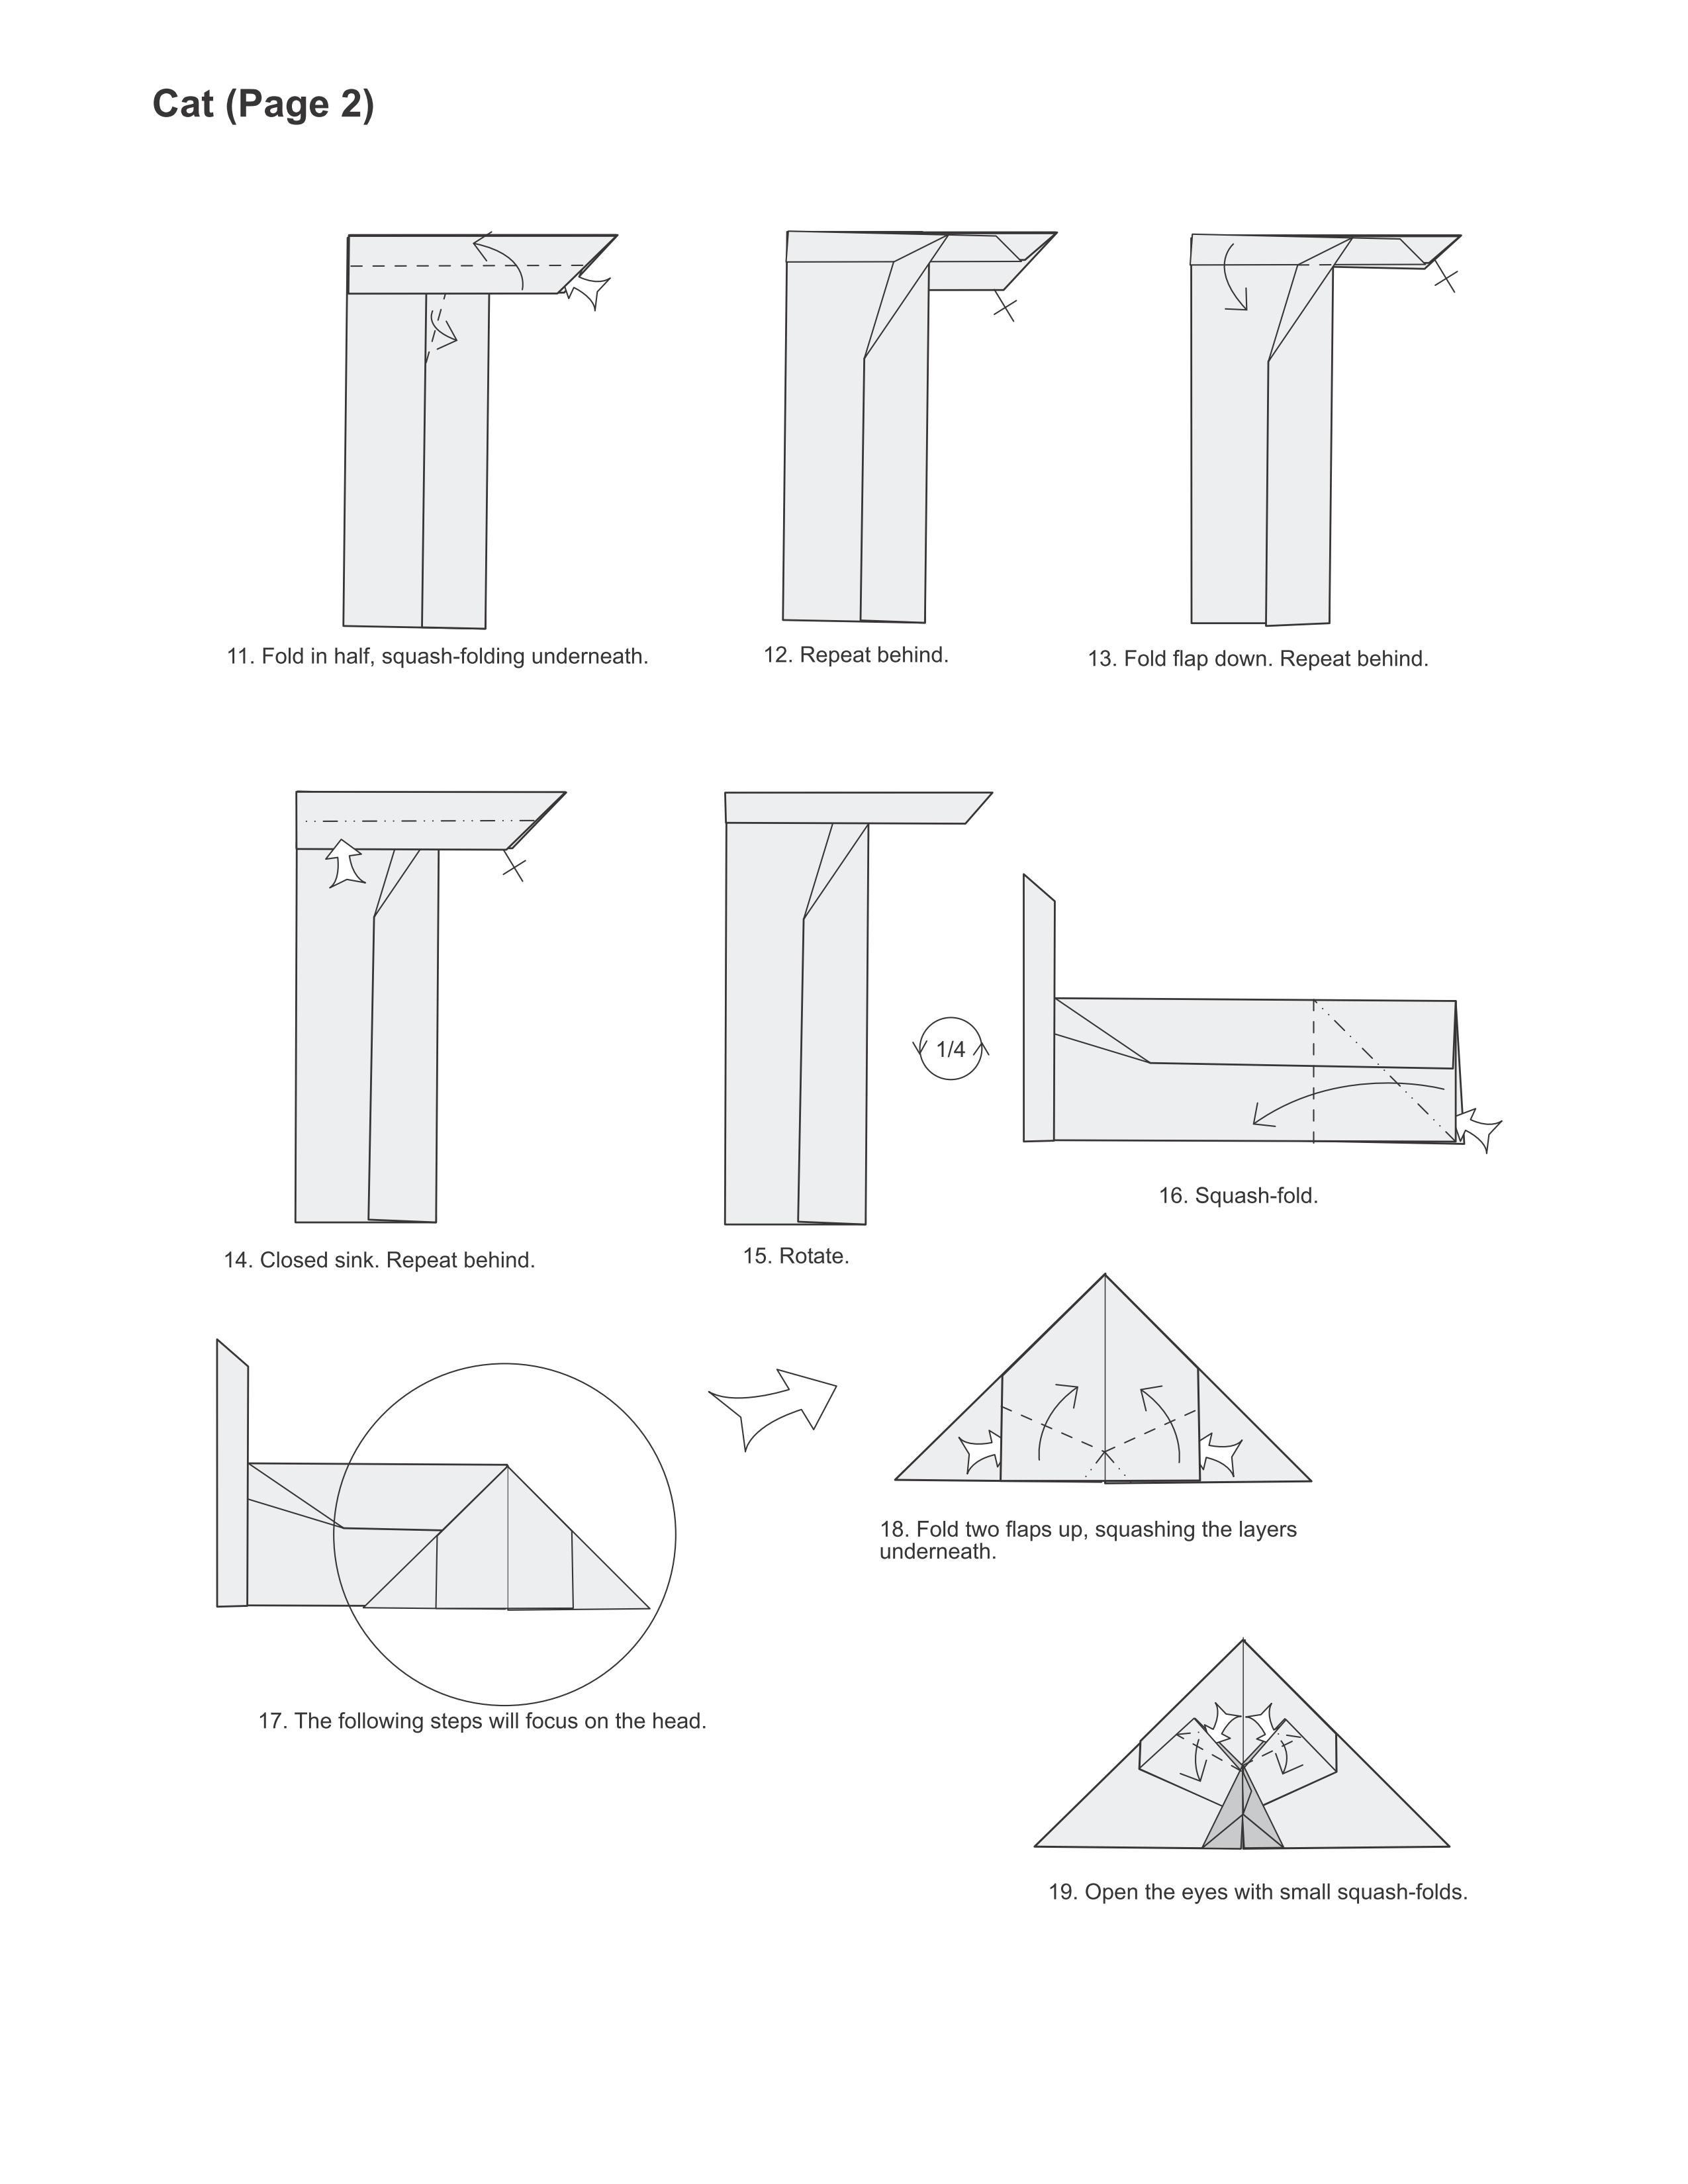 Cat (Page 2)
11. Fold in half, squash-folding underneath.
12. Repeat behind.
13. Fold flap down. Repeat behind.
14. Closed sink. Repeat behind.
15. Rotate.
1/4
16. Squash-fold.
17. The following steps will focus on the head.
18. Fold two flaps up, squashing the layers
underneath.
19. Open the eyes with small squash-folds.